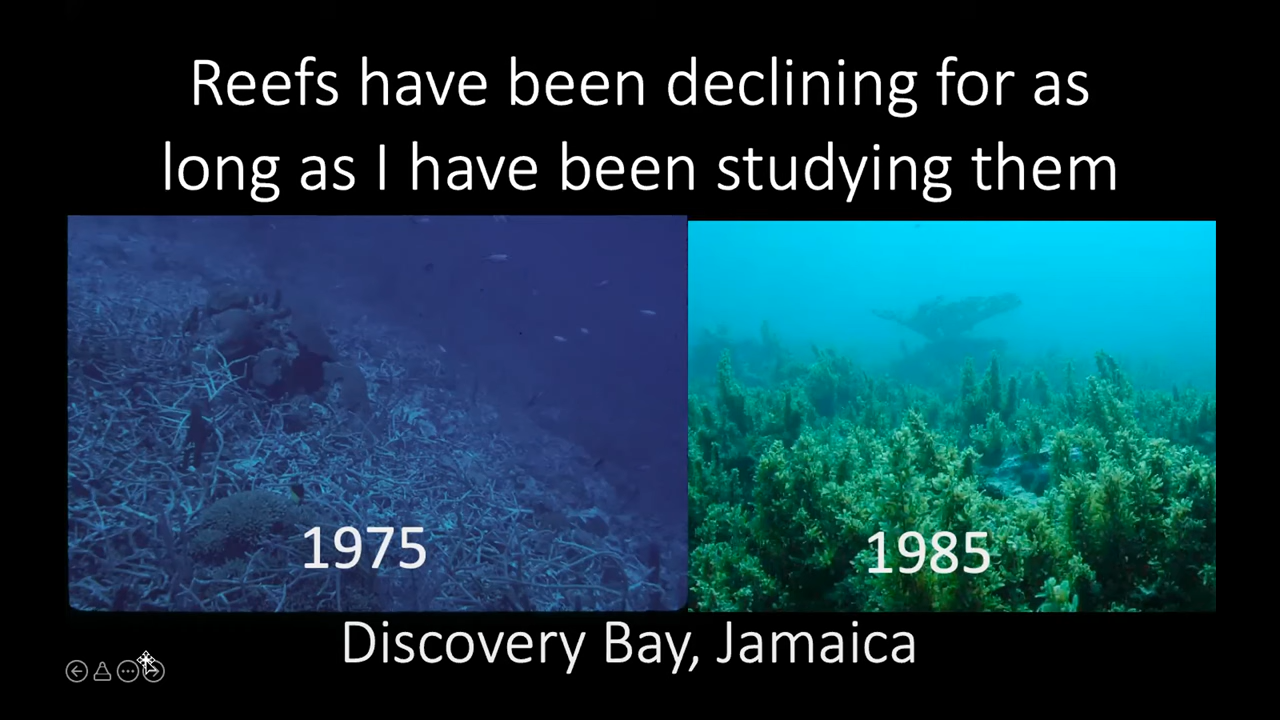 Reefs have been declining for as
long as I have been studying them
1975
1985
Discovery Bay, Jamaica